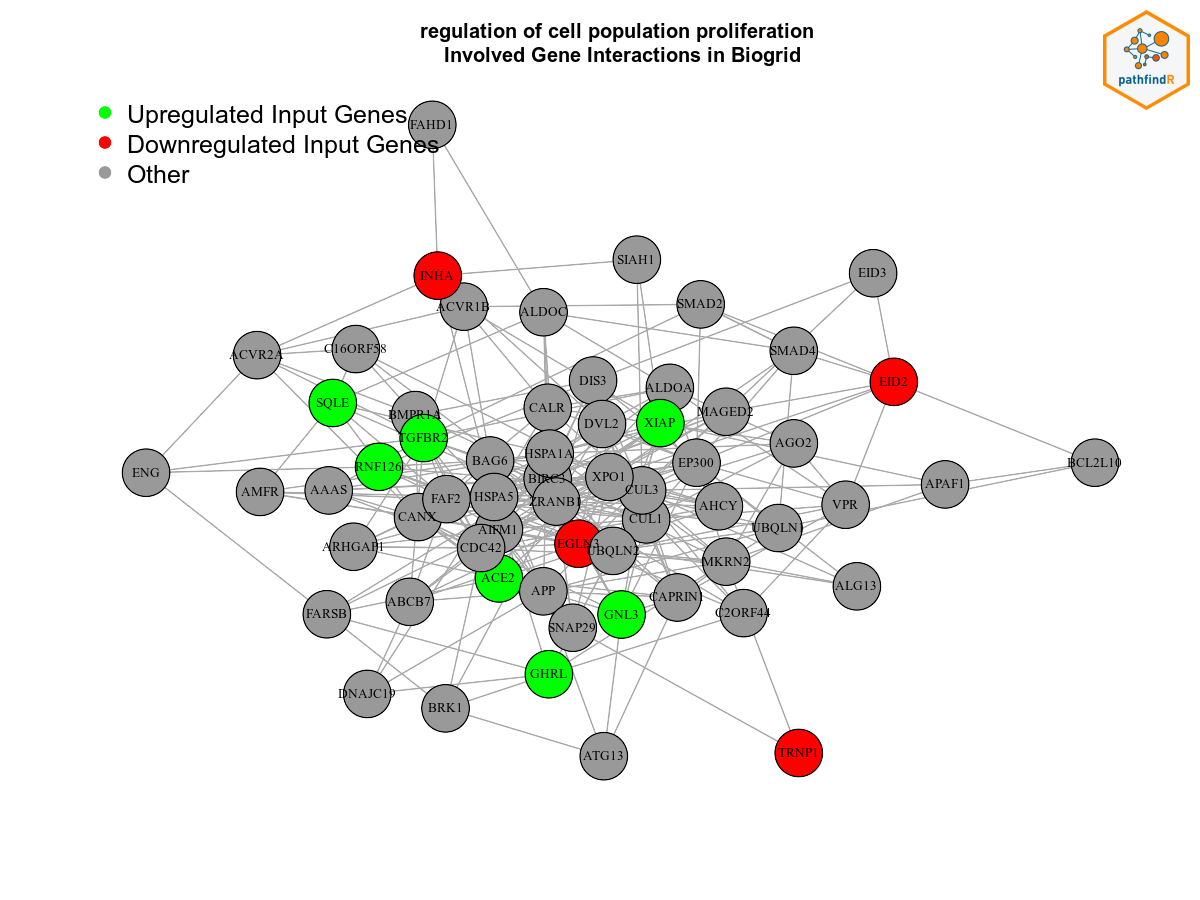 regulation of cell population proliferation
Involved Gene Interactions in Biogrid
pathfindR
Upregulated Input Genes
Downregulated Input Genes
Other
FAHD1
SIAH1
EID3
INHA
ACVR1B
ALDOC
SMAD2
ACVR2A
C16ORF58
SMAD4
DIS3
ALDOA
EID2
SQLE
BMPR1A
CALR
MAGED2
TGFBR2
DVL2
XIAP
AGO2
RNF126
BAG6
HSPA1A
EP300
BCL2L10
ENG
AMFR
AAAS
FAF2
HSPA5
BIRC3
XPO1
CUL3
APAF1
ZRANB1
AHCY
VPR
CANX
AIFM1
CUL1
UBQLN1
ARHGAP1
CDC42
EGLN3
UBQLN2
MKRN2
ACE2
APP
ALG13
FARSB
ABCB7
SNAP29
GNL3
CAPRIN1
C2ORF44
GHRL
DNAJC19
BRK1
ATG13
TRNP1